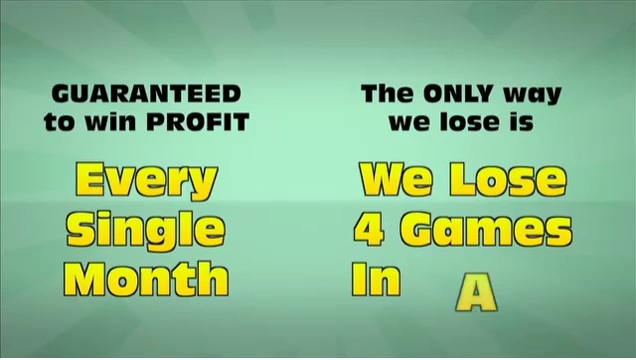 GUARANTEED
to win PROFIT
Every
Single
Month
The ONLY way
we lose is
We Lose
4 Games
In A